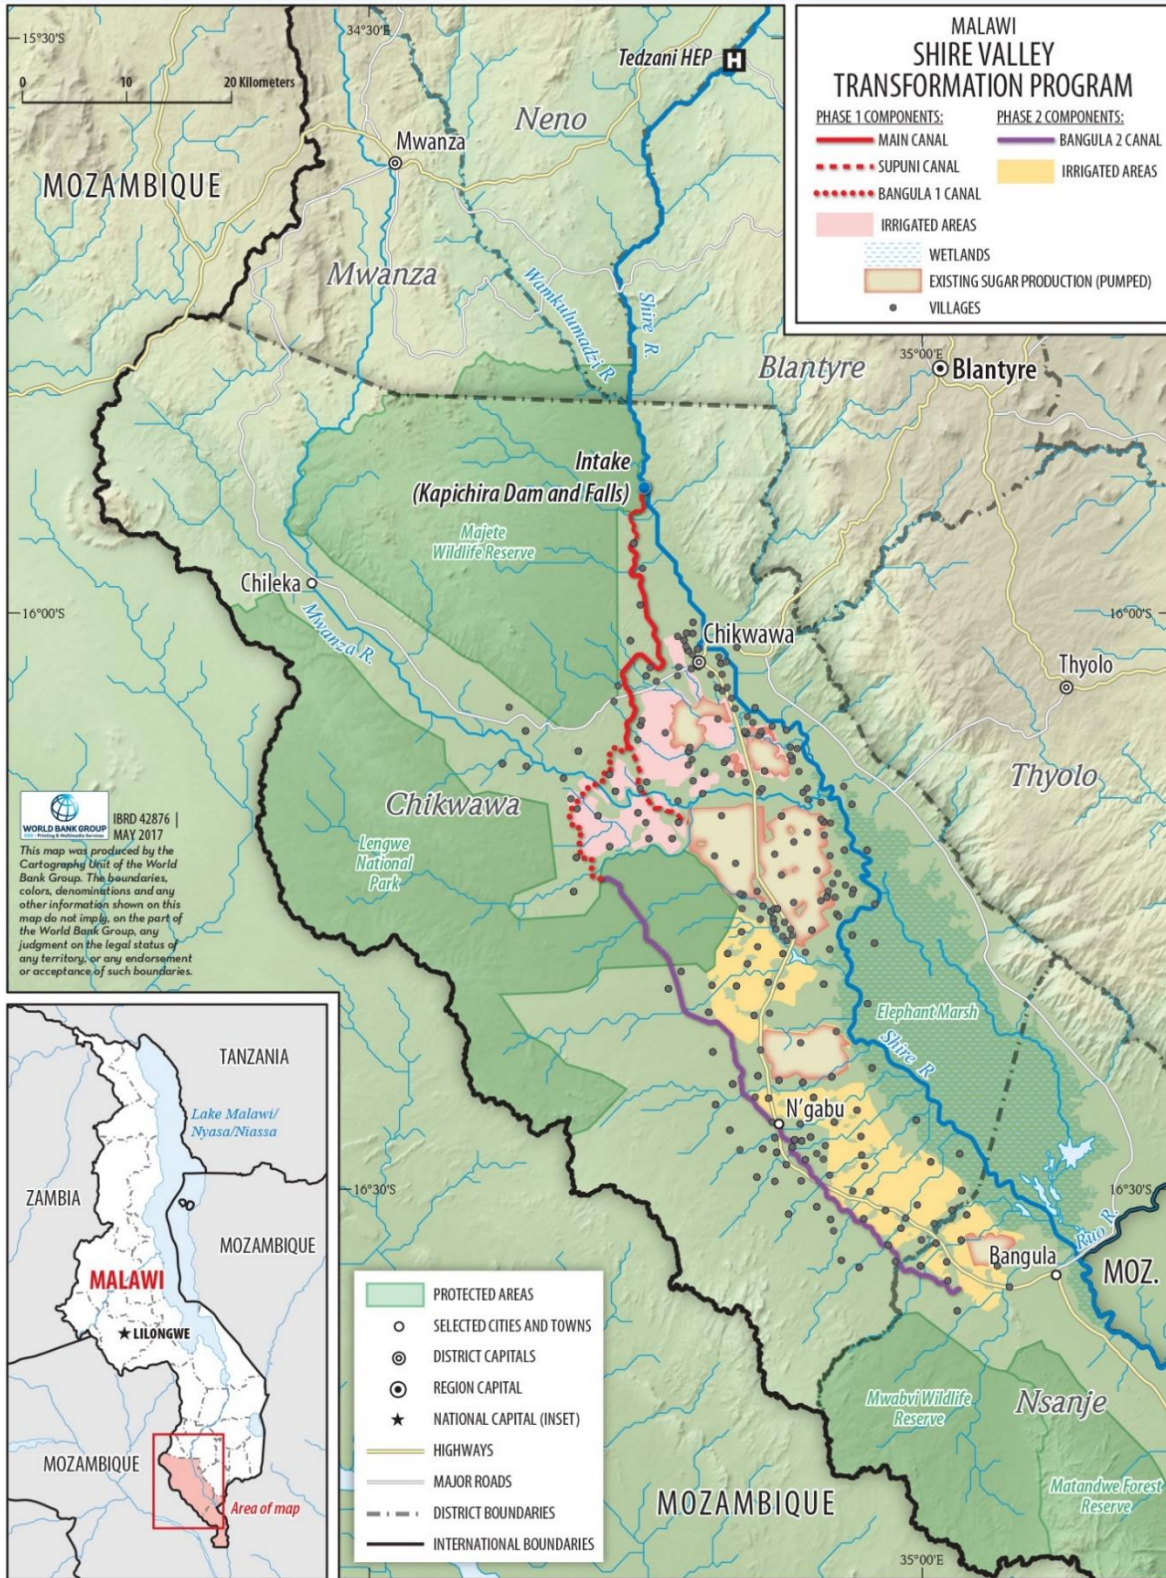 MALAWI
SHIRE VALLEY
TRANSFORMATION PROGRAM
PHASE 1 COMPONENTS:
MAIN CANAL
SUPUNI CANAL
BANGULA 1 CANAL
IRRIGATED AREAS
PHASE 2 COMPONENTS:
BANGULA 2 CANAL
IRRIGATED AREAS
WETLANDS
EXISTING SUGAR PRODUCTION (PUMPED)
VILLAGES
15°30'S
34°30'E
0 10 20 Kilometers
Tedzani HEP
H
Neno
Mwanza
MOZAMBIQUE
Mwanza
Wamkulumadzi R.
Shire R.
35°00'E
Blantyre
Blantyre
Intake
(Kapichira Dam and Falls)
Majete
Wildlife Reserve
Chileka
16°00'S
16°00'S
Mwanza R.
Chikwawa
Thyolo
Thyolo
Chikwawa
Lengwe
National
Park
WORLD BANK GROUP
IBRD 42876 |
MAY 2017
This map was produced by the
Cartography Unit of the World
Bank Group. The boundaries,
colors, denominations and any
other information shown on this
map do not imply, on the part of
the World Bank Group, any
judgment on the legal status of
any territory, or any endorsement
or acceptance of such boundaries.
Elephant Marsh
Shire R.
N'gabu
16°30'S
16°30'S
Ruo R.
Bangula
MOZ.
Mwabvi Wildlife
Reserve
Nsanje
Matandwe Forest
Reserve
MOZAMBIQUE
35°00'E
TANZANIA
Lake Malawi/
Nyasa/Niassa
ZAMBIA
MOZAMBIQUE
MALAWI
LILONGWE
MOZAMBIQUE
Area of map
PROTECTED AREAS
SELECTED CITIES AND TOWNS
DISTRICT CAPITALS
REGION CAPITAL
NATIONAL CAPITAL (INSET)
HIGHWAYS
MAJOR ROADS
DISTRICT BOUNDARIES
INTERNATIONAL BOUNDARIES